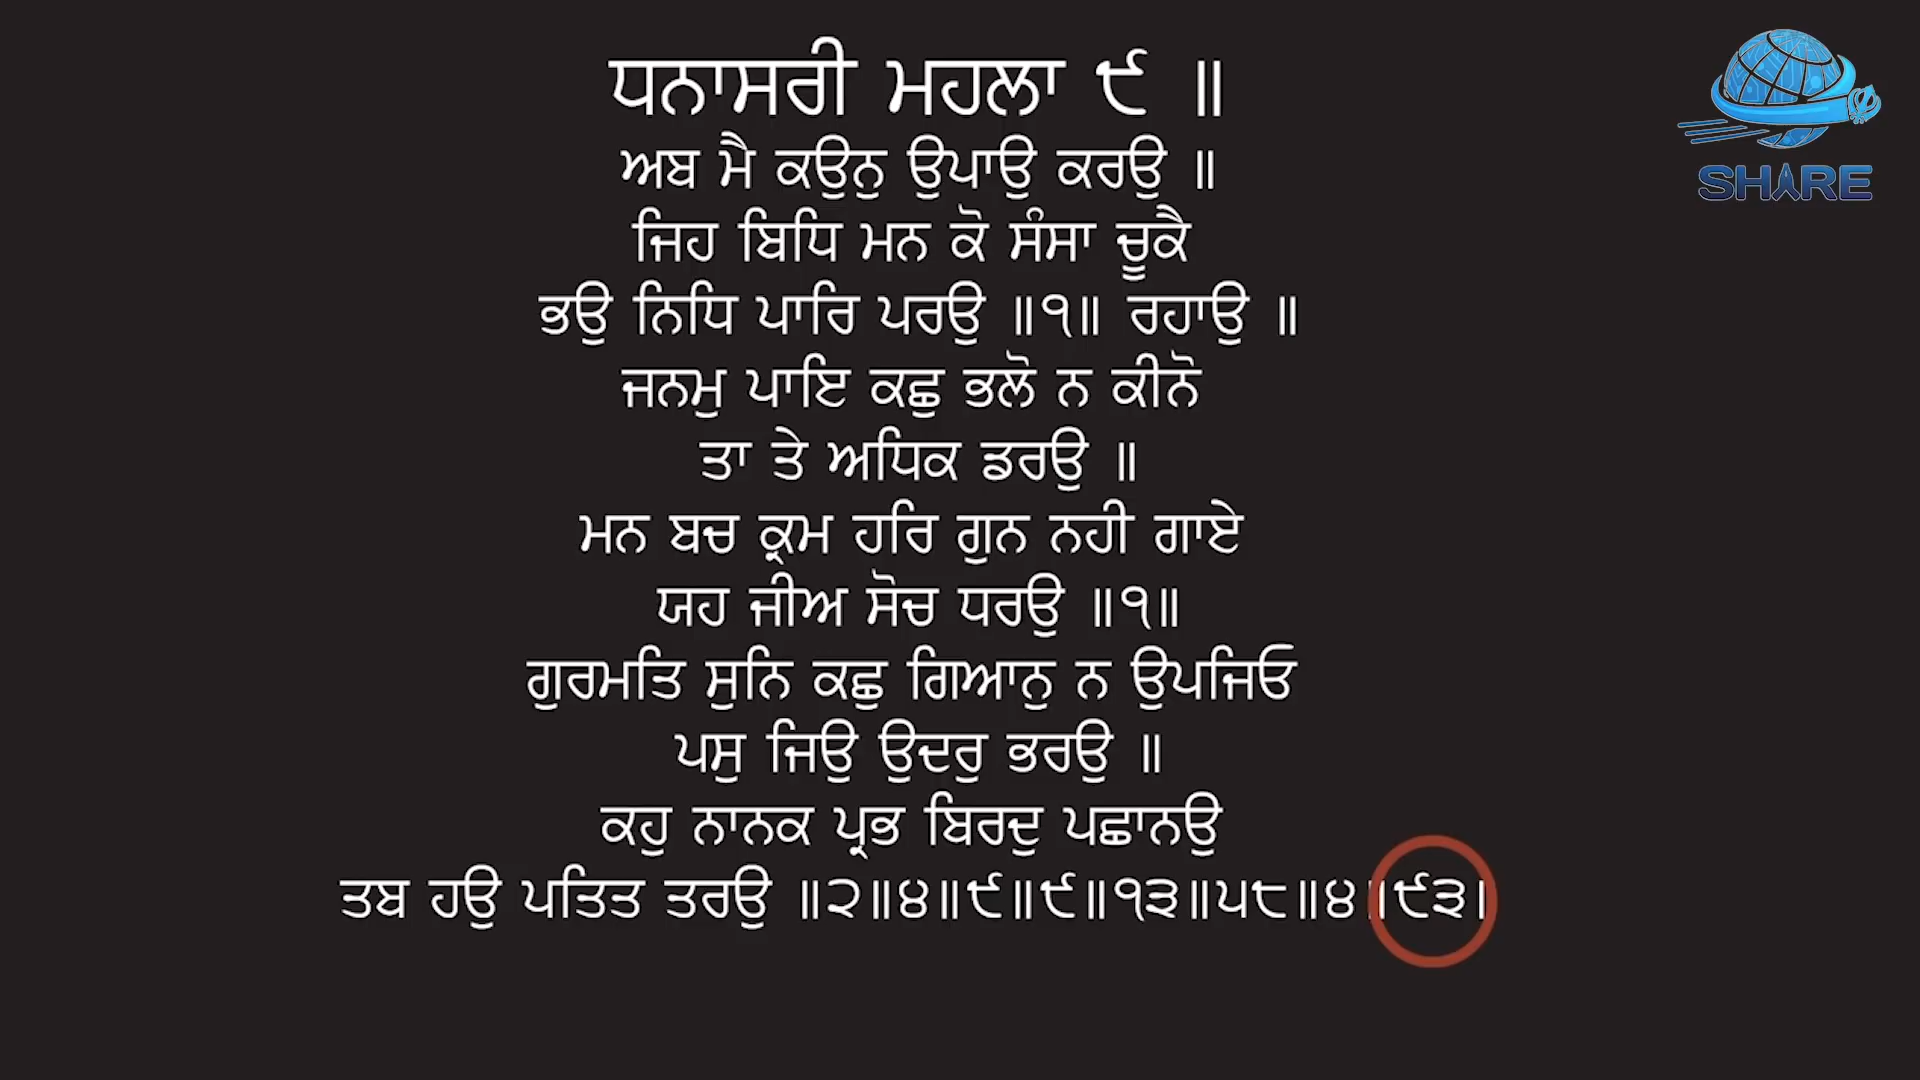 ਧਨਾਸਰੀ ਮਹਲਾ ੯ ॥
ਅਬ ਮੈ ਕਉਨੁ ਉਪਾਉ ਕਰਉ ॥
ਜਿਹ ਬਿਧਿ ਮਨ ਕੋ ਸੰਸਾ ਚੂਕੈ
ਭਉ ਨਿਧਿ ਪਾਰਿ ਪਰਉ ॥੧॥ ਰਹਾਉ ॥
ਜਨਮੁ ਪਾਇ ਕਛੁ ਭਲੋ ਨ ਕੀਨੋ
ਤਾ ਤੇ ਅਧਿਕ ਡਰਉ ॥
ਮਨ ਬਚ ਕ੍ਰਮ ਹਰਿ ਗੁਨ ਨਹੀ ਗਾਏ
ਯਹ ਜੀਅ ਸੋਚ ਧਰਉ ॥੧॥
ਗੁਰਮਤਿ ਸੁਨਿ ਕਛੁ ਗਿਆਨੁ ਨ ਉਪਜਿਓ
ਪਸੁ ਜਿਉ ਉਦਰੁ ਭਰਉ ॥
ਕਹੁ ਨਾਨਕ ਪ੍ਰਭ ਬਿਰਦੁ ਪਛਾਨਉ
ਤਬ ਹਉ ਪਤਿਤ ਤਰਉ ॥੨॥੪॥੯॥੯॥੧੩॥੫੮॥੪॥੯੩॥
SHARE